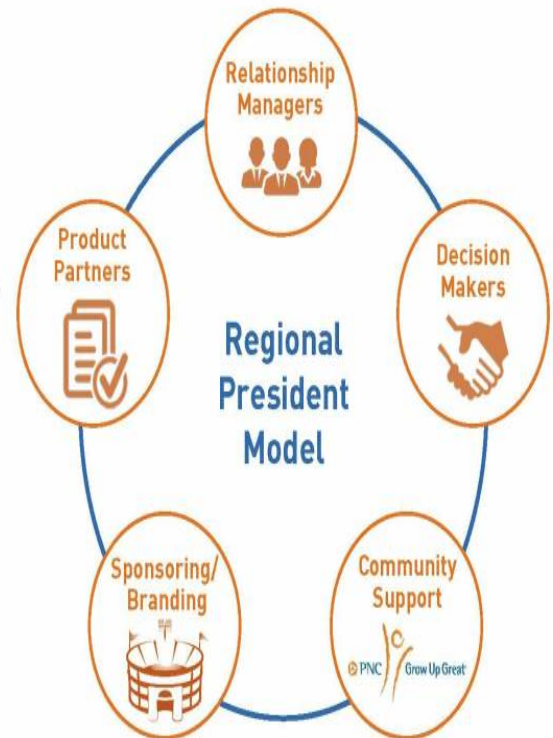 Relationship
Managers
Product
Partners
Decision
Makers
Regional
President
Model
Sponsoring/
Branding
Community
Support
PNC Grow Up Great